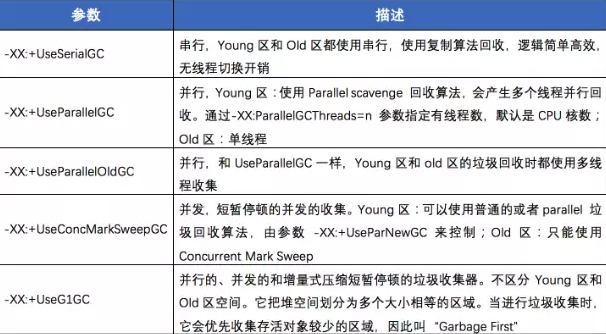 参数
描述
-XX:+UseSerialGC
串行，Young 区和 Old 区都使用串行，使用复制算法回收，逻辑简单高效，
无线程切换开销
-XX:+UseParallelGC
并行，Young 区：使用 Parallel scavenge 回收算法，会产生多个线程并行回
收。通过-XX:ParallelGCThreads=n 参数指定有线程数，默认是 CPU 核数；
Old 区：单线程
-XX:+UseParallelOldGC
并行，和 UseParallelGC 一样，Young 区和 old 区的垃圾回收时都使用多线
程收集
-XX:+UseConcMarkSweepGC
并发，短暂停顿的并发的收集。Young 区：可以使用普通的或者 parallel 垃
圾回收算法，由参数 -XX:+UseParNewGC 来控制；Old 区：只能使用
Concurrent Mark Sweep
-XX:+UseG1GC
并行的、并发的和增量式压缩短暂停顿的垃圾收集器。不区分 Young 区和
Old 区空间。它把堆空间划分为多个大小相等的区域。当进行垃圾收集时，
它会优先收集存活对象较少的区域，因此叫 “Garbage First”